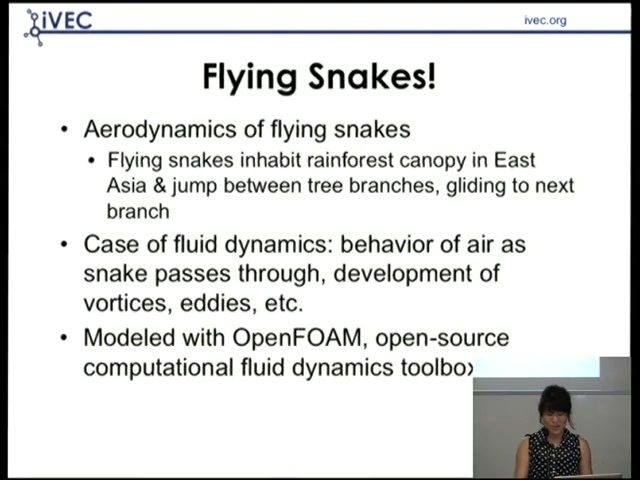 iVEC
ivec.org
Flying Snakes!
• Aerodynamics of flying snakes
• Flying snakes inhabit rainforest canopy in East
Asia & jump between tree branches, gliding to next
branch
• Case of fluid dynamics: behavior of air as
snake passes through, development of
vortices, eddies, etc.
• Modeled with OpenFOAM, open-source
computational fluid dynamics toolbox